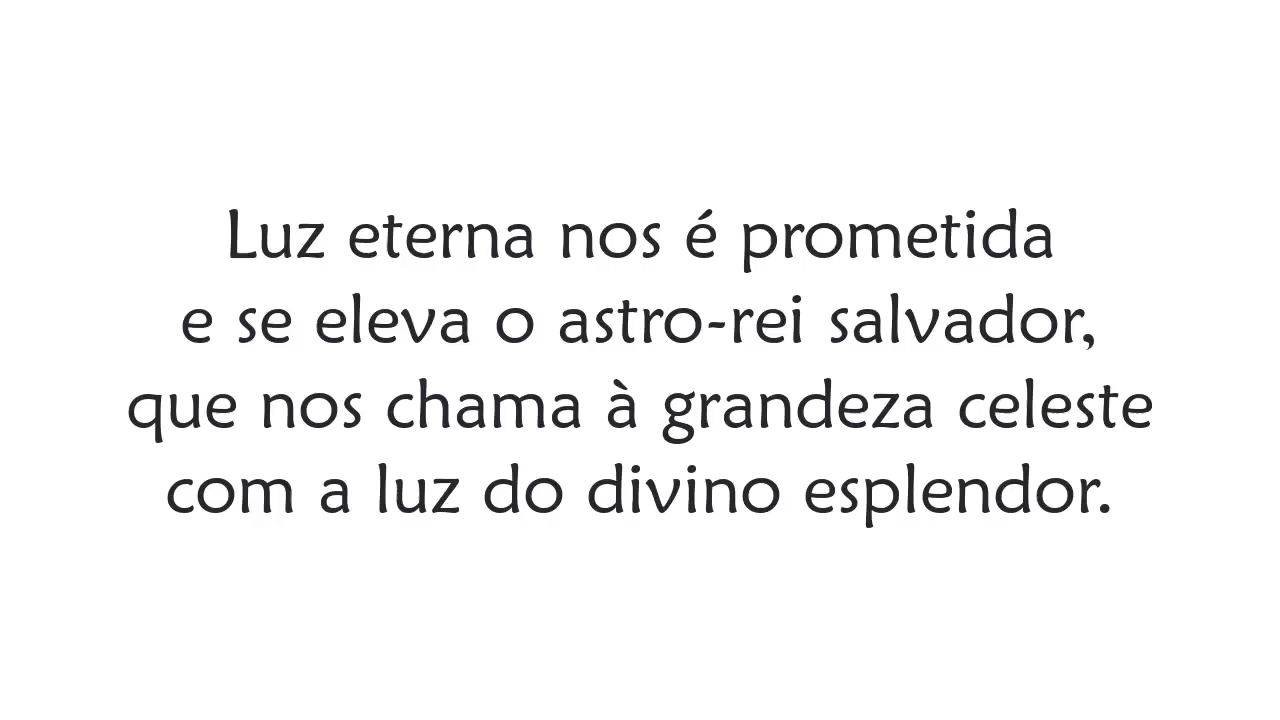 Luz eterna nos é prometida
e se eleva o astro-rei salvador,
que nos chama à grandeza celeste
com a luz do divino esplendor.